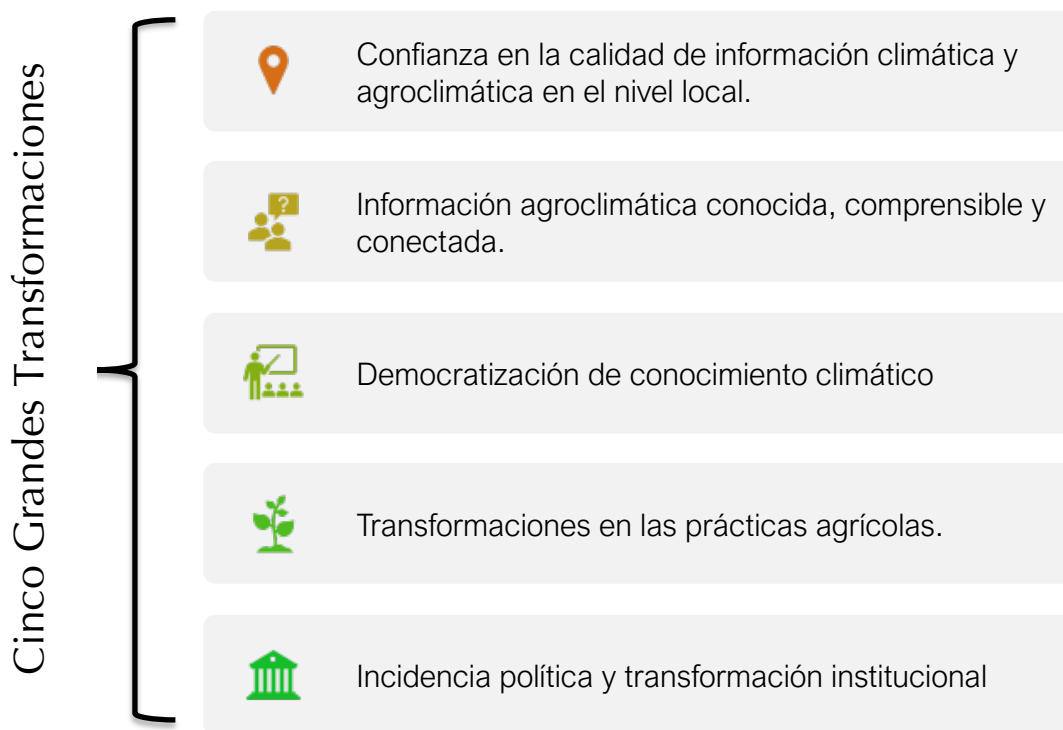 Cinco Grandes Transformaciones
Confianza en la calidad de información climática y
agroclimática en el nivel local.
?
Información agroclimática conocida, comprensible y
conectada.
Democratización de conocimiento climático
Transformaciones en las prácticas agrícolas.
Incidencia política y transformación institucional